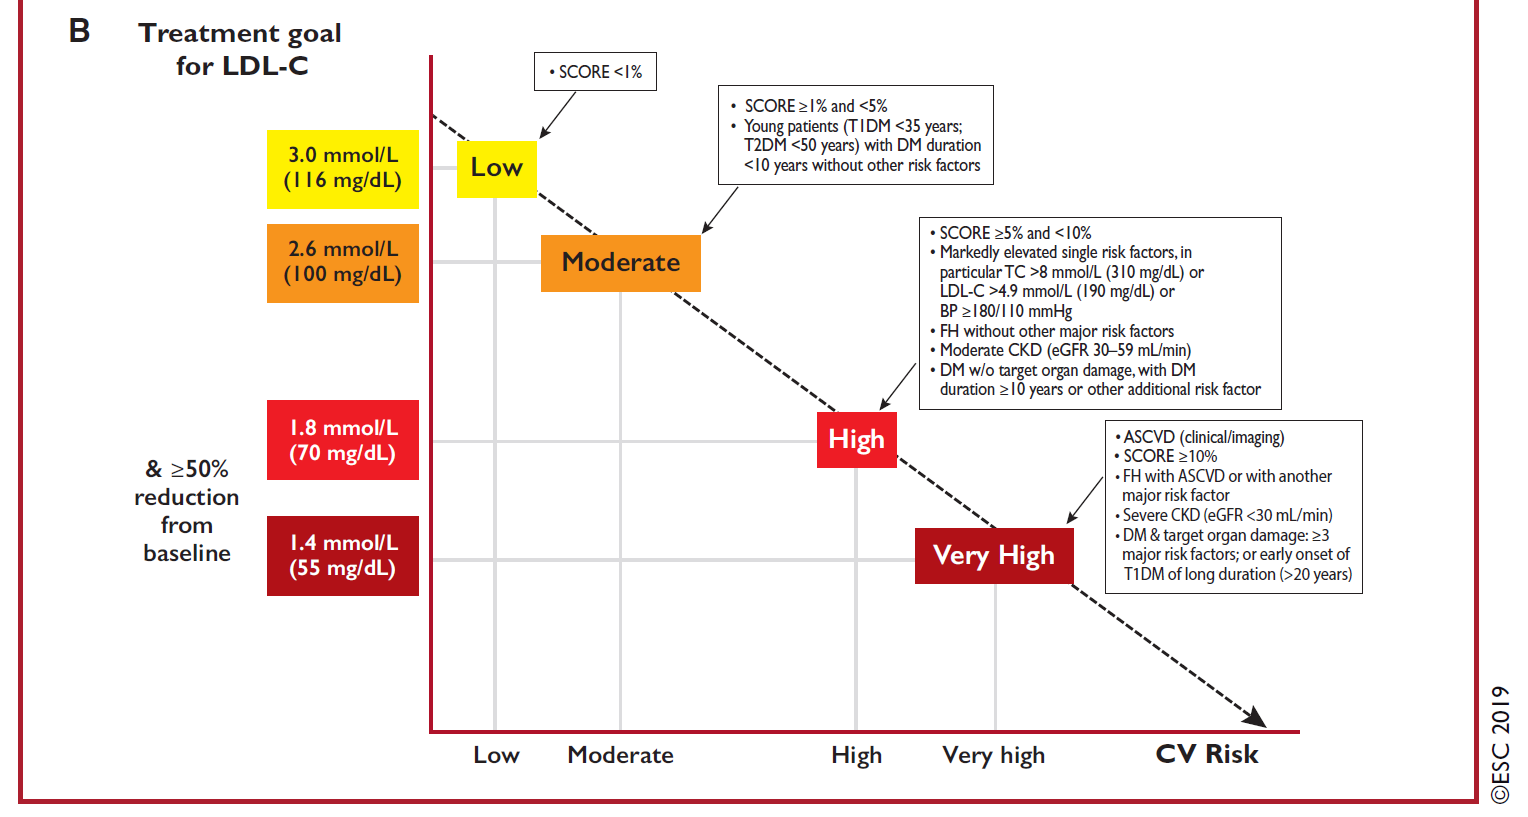 B
Treatment goal
for LDL-C
• SCORE <1%
• SCORE ≥1% and <5%
• Young patients (T1DM <35 years;
T2DM <50 years) with DM duration
<10 years without other risk factors
3.0 mmol/L
(116 mg/dL)
Low
2.6 mmol/L
(100 mg/dL)
Moderate
• SCORE ≥5% and <10%
• Markedly elevated single risk factors, in
particular TC >8 mmol/L (310 mg/dL) or
LDL-C >4.9 mmol/L (190 mg/dL) or
BP ≥180/110 mmHg
• FH without other major risk factors
• Moderate CKD (eGFR 30–59 mL/min)
• DM w/o target organ damage, with DM
duration ≥10 years or other additional risk factor
1.8 mmol/L
(70 mg/dL)
High
• ASCVD (clinical/imaging)
• SCORE ≥10%
• FH with ASCVD or with another
major risk factor
• Severe CKD (eGFR <30 mL/min)
• DM & target organ damage: ≥3
major risk factors; or early onset of
T1DM of long duration (>20 years)
& ≥50%
reduction
from
baseline
1.4 mmol/L
(55 mg/dL)
Very High
Low
Moderate
High
Very high
CV Risk
©ESC 2019